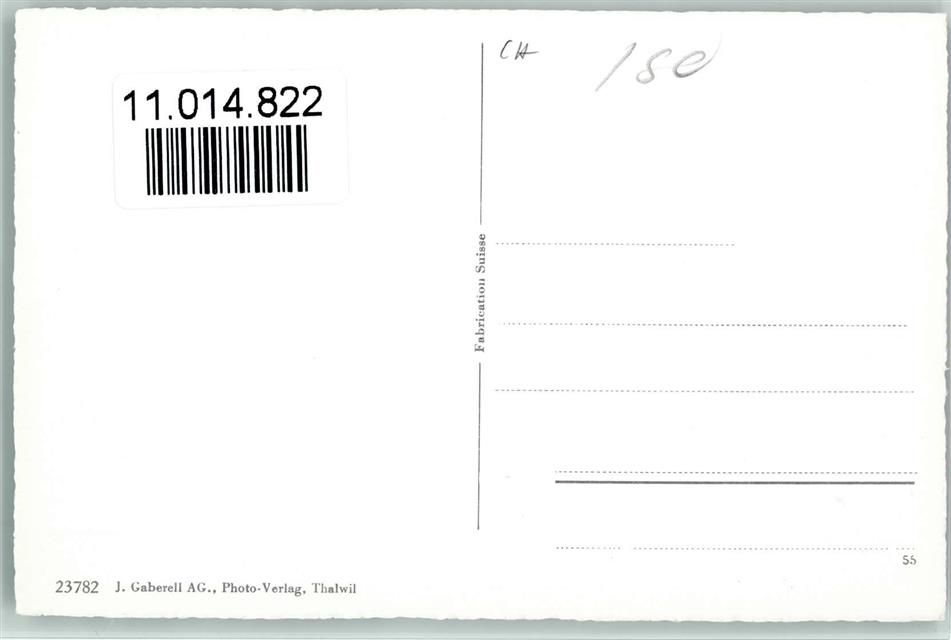 11.014.822
CH
180
Fabrication Suisse
55
23782 J. Gaberell AG., Photo-Verlag, Thalwil